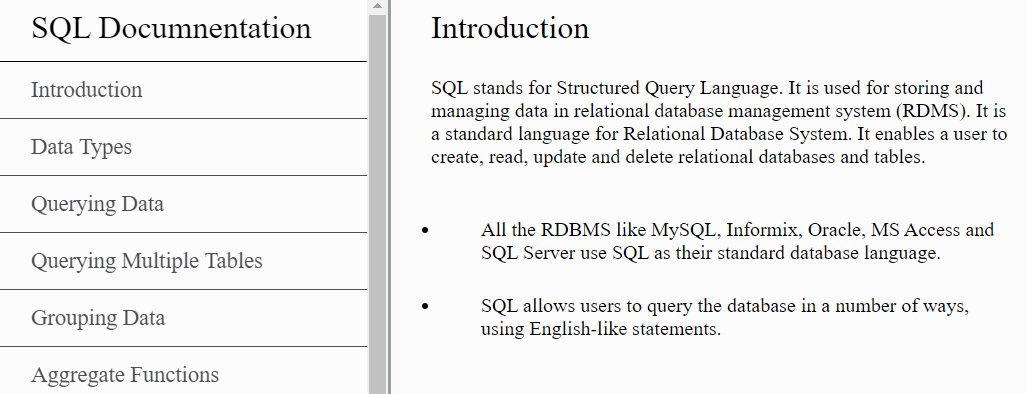 SQL Documnentation
Introduction
Data Types
Querying Data
Querying Multiple Tables
Grouping Data
Aggregate Functions
Introduction
SQL stands for Structured Query Language. It is used for storing and
managing data in relational database management system (RDMS). It is
a standard language for Relational Database System. It enables a user to
create, read, update and delete relational databases and tables.
• All the RDBMS like MySQL, Informix, Oracle, MS Access and
SQL Server use SQL as their standard database language.
• SQL allows users to query the database in a number of ways,
using English-like statements.